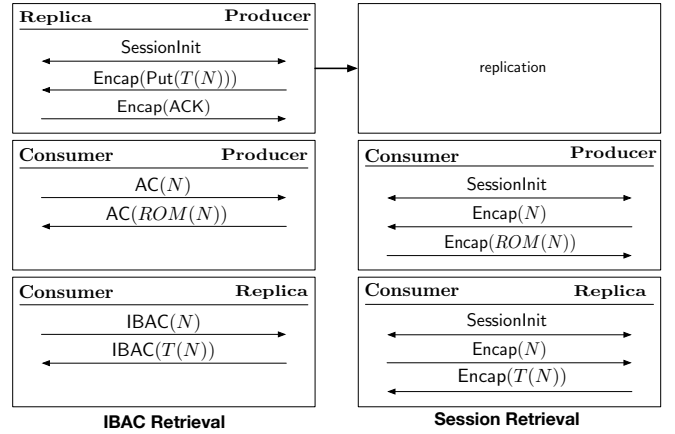 Replica Producer
SessionInit
Encap(Put(T(N)))
Encap(ACK)
replication
Consumer Producer
AC(N)
AC(ROM(N))
Consumer Producer
SessionInit
Encap(N)
Encap(ROM(N))
Consumer Replica
IBAC(N)
IBAC(T(N))
Consumer Replica
SessionInit
Encap(N)
Encap(T(N))
IBAC Retrieval
Session Retrieval